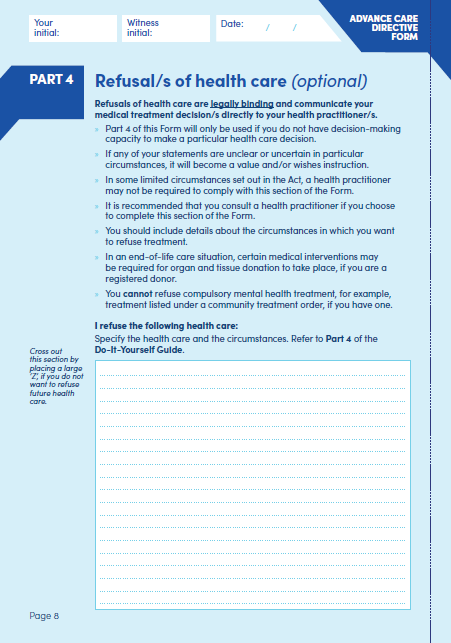 Your
initial:
Witness
initial:
Date: / /
ADVANCE CARE
DIRECTIVE
FORM
PART 4
Refusal/s of health care (optional)
Refusals of health care are legally binding and communicate your
medical treatment decision/s directly to your health practitioner/s.
» Part 4 of this Form will only be used if you do not have decision-making
capacity to make a particular health care decision.
» If any of your statements are unclear or uncertain in particular
circumstances, it will become a value and/or wishes instruction.
» In some limited circumstances set out in the Act, a health practitioner
may not be required to comply with this section of the Form.
» It is recommended that you consult a health practitioner if you choose
to complete this section of the Form.
» You should include details about the circumstances in which you want
to refuse treatment.
» In an end-of-life care situation, certain medical interventions may
be required for organ and tissue donation to take place, if you are a
registered donor.
» You cannot refuse compulsory mental health treatment, for example,
treatment listed under a community treatment order, if you have one.
I refuse the following health care:
Specify the health care and the circumstances. Refer to Part 4 of the
Do-It-Yourself Guide.
Cross out
this section by
placing a large
'Z', if you do not
want to refuse
future health
care.
Page 8